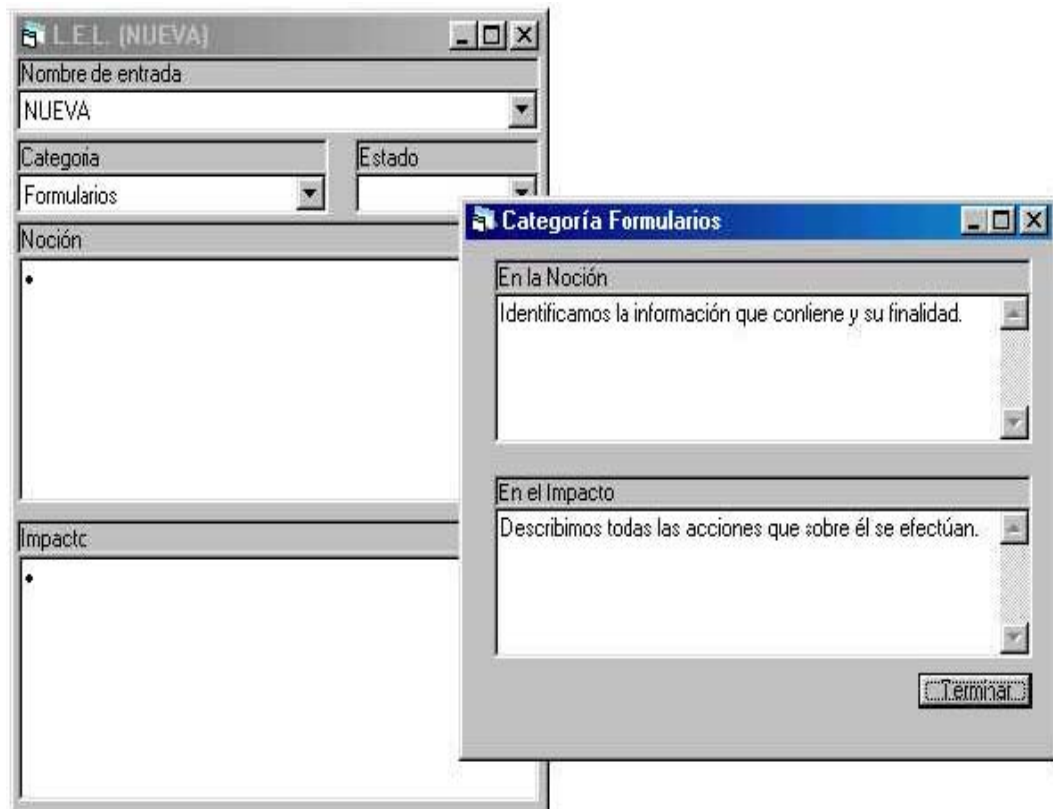 L.E.L. (NUEVA)
Nombre de entrada
NUEVA
Categoría
Estado
Formularios
Noción
•
Impacto
•
Categoría Formularios
En la Noción
Identificamos la información que contiene y su finalidad.
En el Impacto
Describimos todas las acciones que sobre él se efectúan.
Terminar